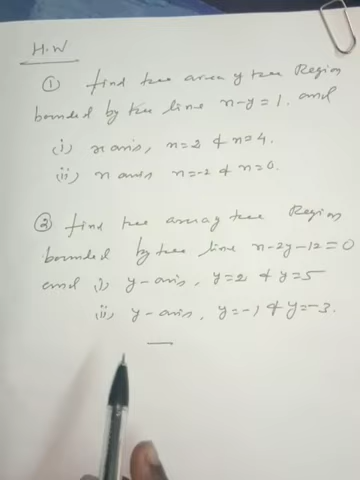 H.W
① find the area of the Region
bounded by the line x-y=1. and
(i) x axis, x=2 & x=4.
(ii) x axis x=-2 & x=0.
② find the area of the Region
bounded by the line x-2y-12=0
and i) y-axis, y=2 & y=5
ii) y-axis, y=-1 & y=-3.